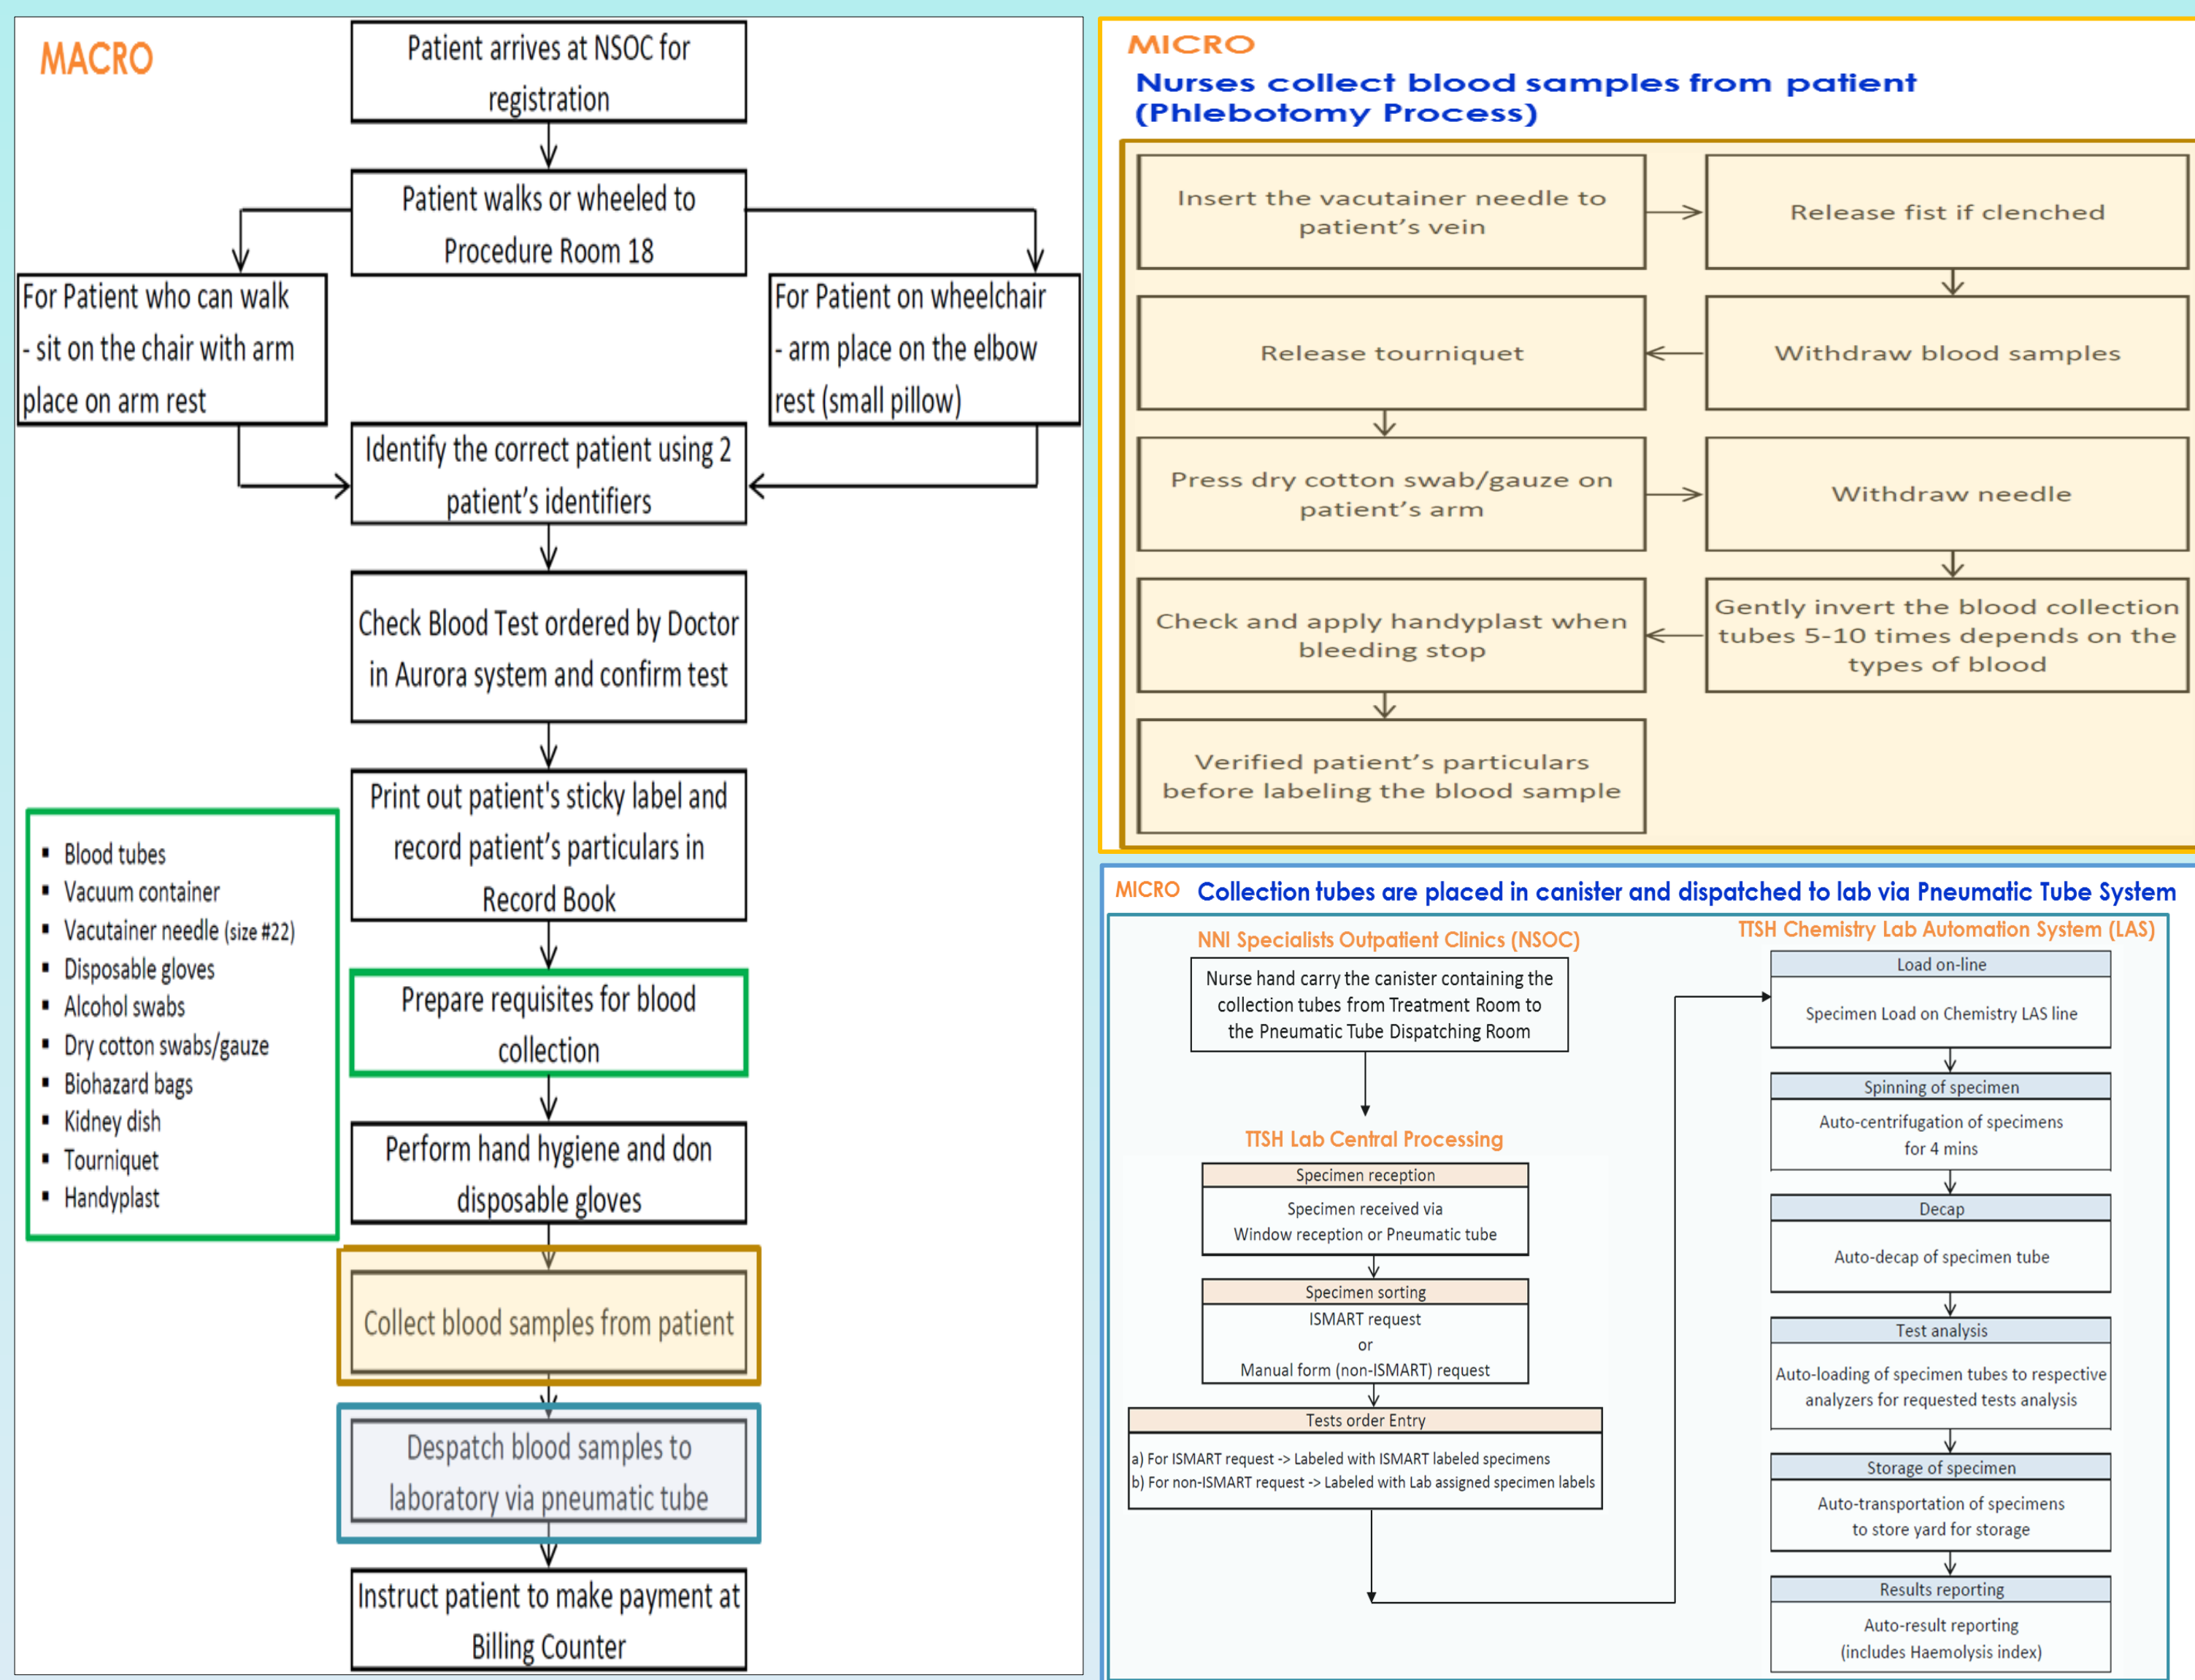 MACRO
Patient arrives at NSOC for
registration
Patient walks or wheeled to
Procedure Room 18
For Patient who can walk
- sit on the chair with arm
place on arm rest
For Patient on wheelchair
- arm place on the elbow
rest (small pillow)
Identify the correct patient using 2
patient’s identifiers
Check Blood Test ordered by Doctor
in Aurora system and confirm test
Print out patient's sticky label and
record patient’s particulars in
Record Book
▪ Blood tubes
▪ Vacuum container
▪ Vacutainer needle (size #22)
▪ Disposable gloves
▪ Alcohol swabs
▪ Dry cotton swabs/gauze
▪ Biohazard bags
▪ Kidney dish
▪ Tourniquet
▪ Handyplast
Prepare requisites for blood
collection
Perform hand hygiene and don
disposable gloves
Collect blood samples from patient
Despatch blood samples to
laboratory via pneumatic tube
Instruct patient to make payment at
Billing Counter
MICRO
Nurses collect blood samples from patient
(Phlebotomy Process)
Insert the vacutainer needle to
patient’s vein
Release fist if clenched
Withdraw blood samples
Release tourniquet
Press dry cotton swab/gauze on
patient’s arm
Withdraw needle
Gently invert the blood collection
tubes 5-10 times depends on the
types of blood
Check and apply handyplast when
bleeding stop
Verified patient’s particulars
before labeling the blood sample
MICRO Collection tubes are placed in canister and dispatched to lab via Pneumatic Tube System
NNI Specialists Outpatient Clinics (NSOC)
Nurse hand carry the canister containing the
collection tubes from Treatment Room to
the Pneumatic Tube Dispatching Room
TTSH Lab Central Processing
Specimen reception
Specimen received via
Window reception or Pneumatic tube
Specimen sorting
ISMART request
or
Manual form (non-ISMART) request
Tests order Entry
a) For ISMART request -> Labeled with ISMART labeled specimens
b) For non-ISMART request -> Labeled with Lab assigned specimen labels
TTSH Chemistry Lab Automation System (LAS)
Load on-line
Specimen Load on Chemistry LAS line
Spinning of specimen
Auto-centrifugation of specimens
for 4 mins
Decap
Auto-decap of specimen tube
Test analysis
Auto-loading of specimen tubes to respective
analyzers for requested tests analysis
Storage of specimen
Auto-transportation of specimens
to store yard for storage
Results reporting
Auto-result reporting
(includes Haemolysis index)